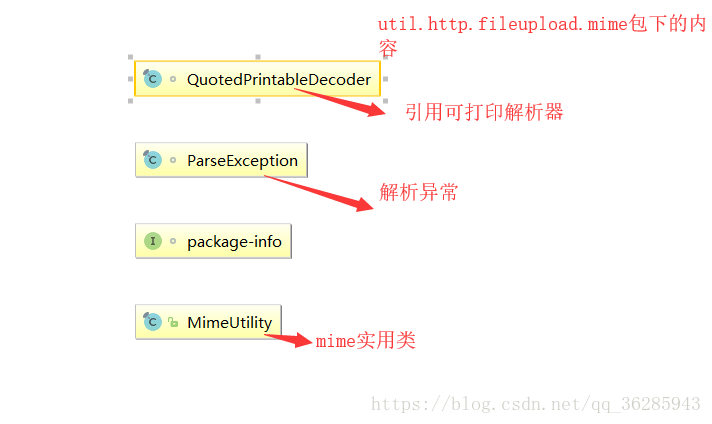 util.http.fileupload.mime包下的内
容
QuotedPrintableDecoder
引用可打印解析器
ParseException
解析异常
package-info
MimeUtility
mime实用类
https://blog.csdn.net/qq_36285943